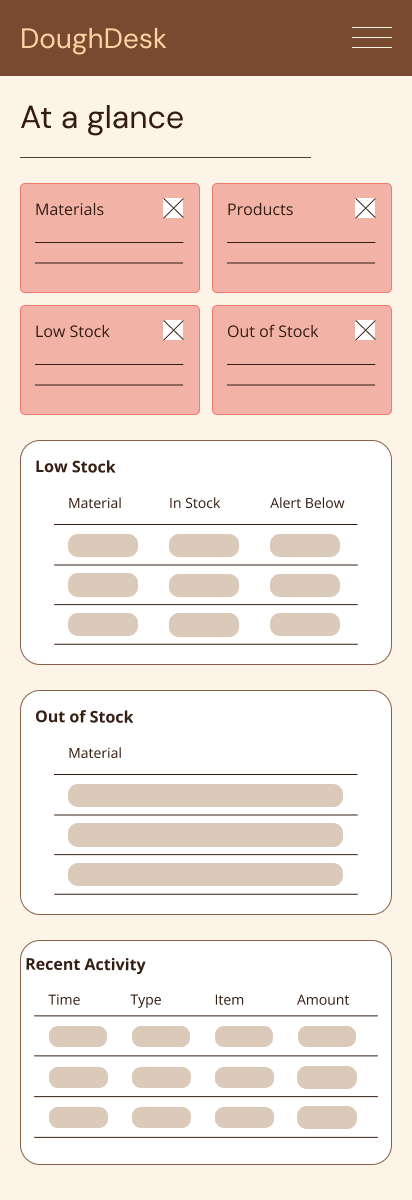 DoughDesk
At a glance
Materials
Products
Low Stock
Out of Stock
Low Stock
Material In Stock Alert Below
Out of Stock
Material
Recent Activity
Time Type Item Amount